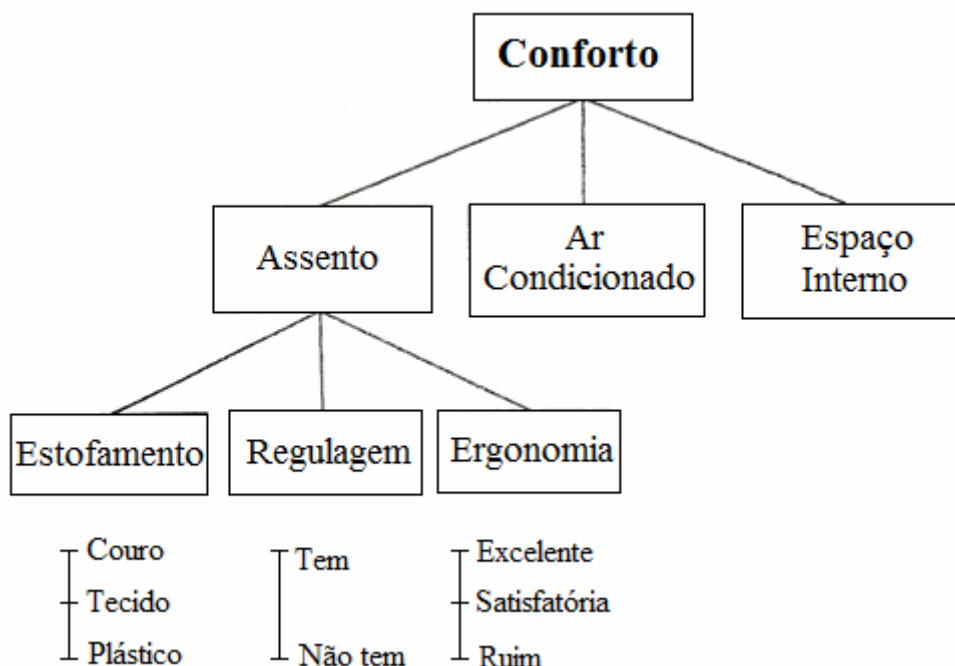 Conforto
Assento
Ar
Condicionado
Espaço
Interno
Estofamento
Regulagem
Ergonomia
Couro
Tecido
Plástico
Tem
Não tem
Excelente
Satisfatória
Ruim